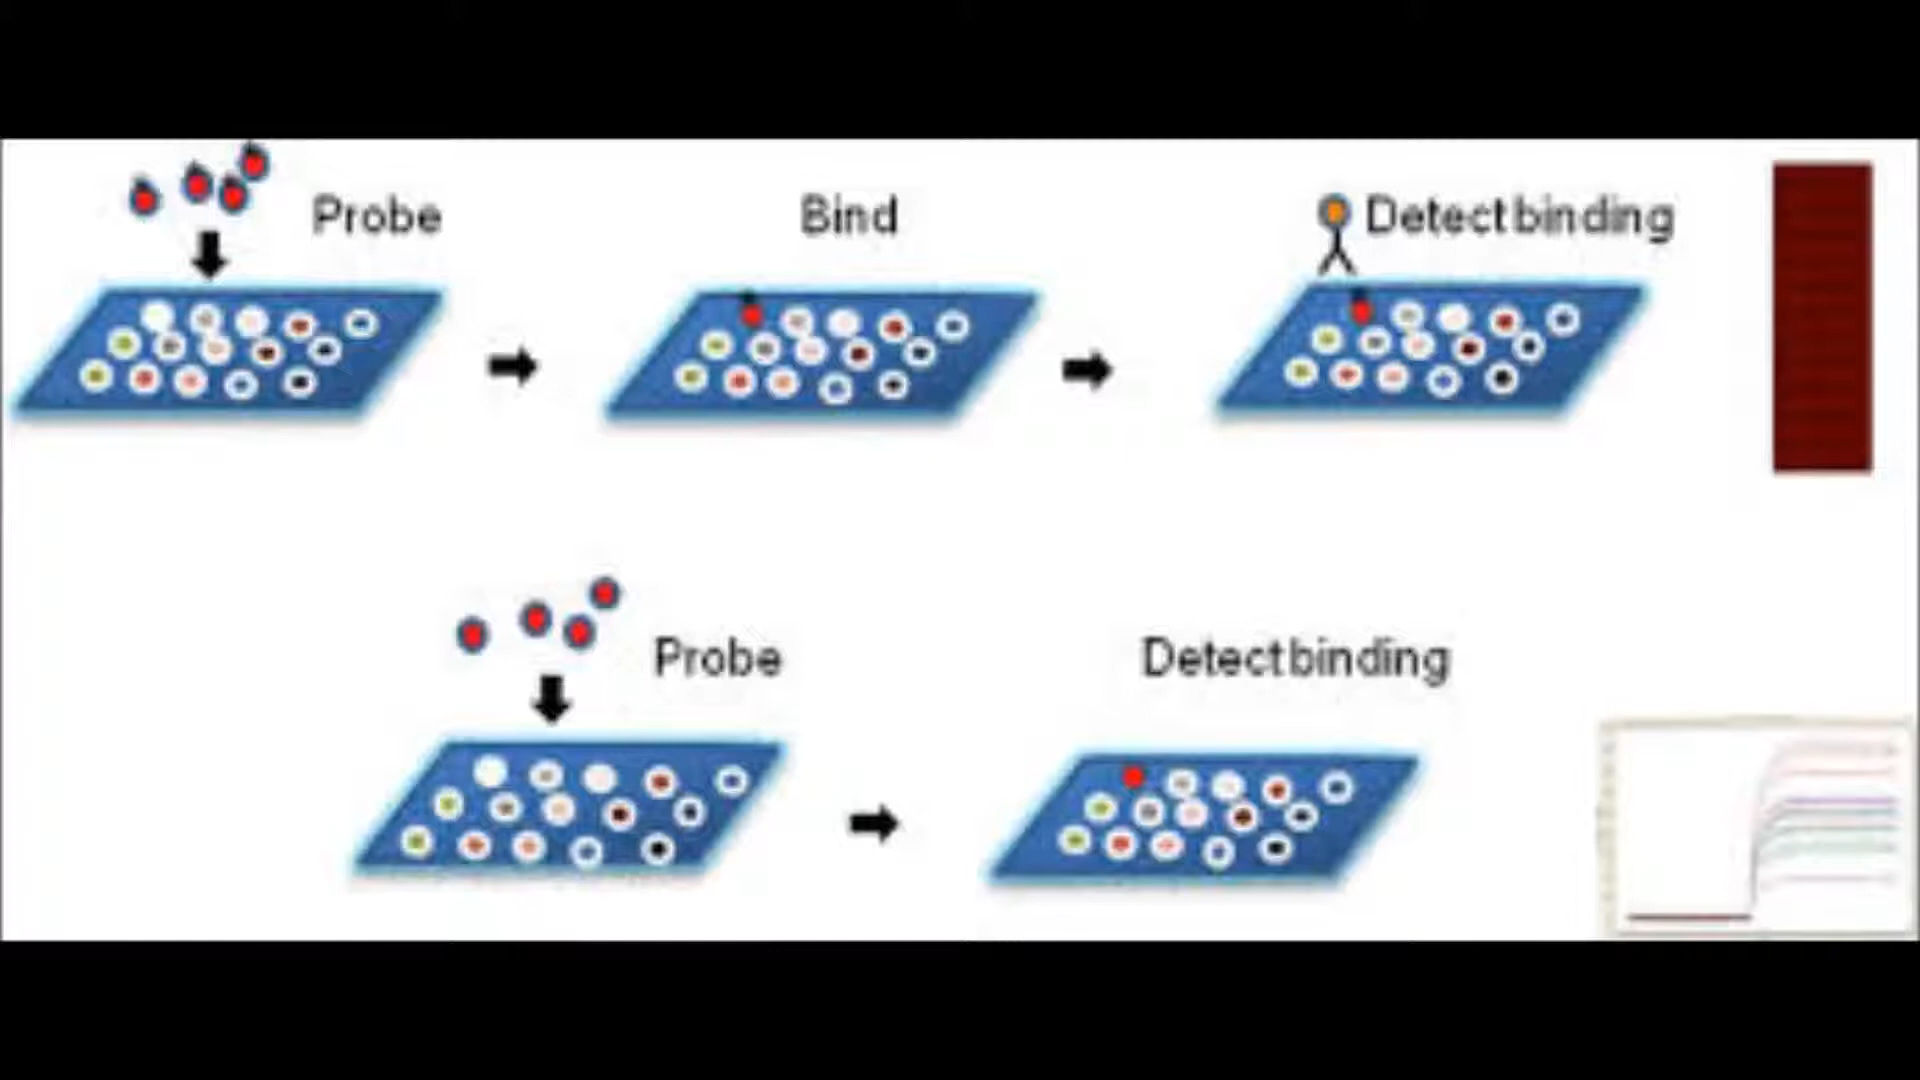 Probe
Bind
Detect binding
Probe
Detect binding